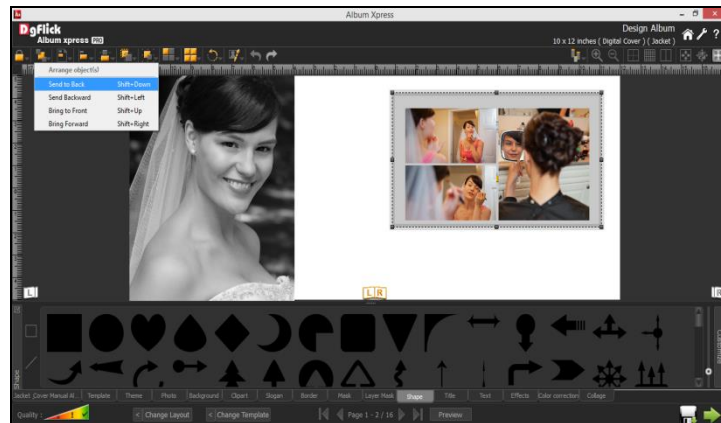 Album Xpress
DgFlick
Album xpress PRO
Design Album
10 x 12 inches ( Digital Cover ) ( Jacket )
?
Arrange object(s)
Send to Back Shift+Down
Send Backward Shift+Left
Bring to Front Shift+Up
Bring Forward Shift+Right
L
L R
R
Shape
Jacket Cover Manual Al.. Template Theme Photo Background Clipart Slogan Border Mask Layer Mask Shape Title Text Effects Color correction Collage
Quality : < Change Layout < Change Template Page 1 - 2 / 16 Preview